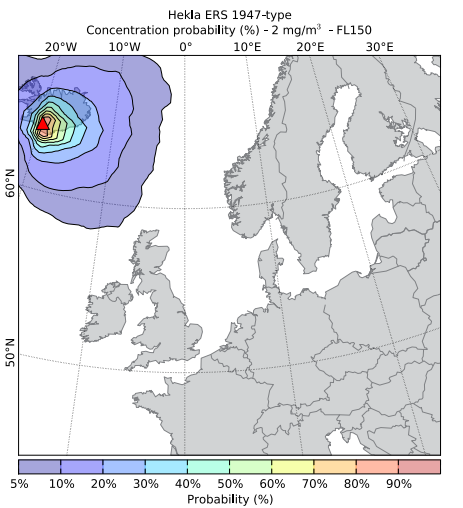 Hekla ERS 1947-type
Concentration probability (%) - 2 mg/m³ - FL150
20°W 10°W 0° 10°E 20°E 30°E
60°N
50°N
5% 10% 20% 30% 40% 50% 60% 70% 80% 90%
Probability (%)